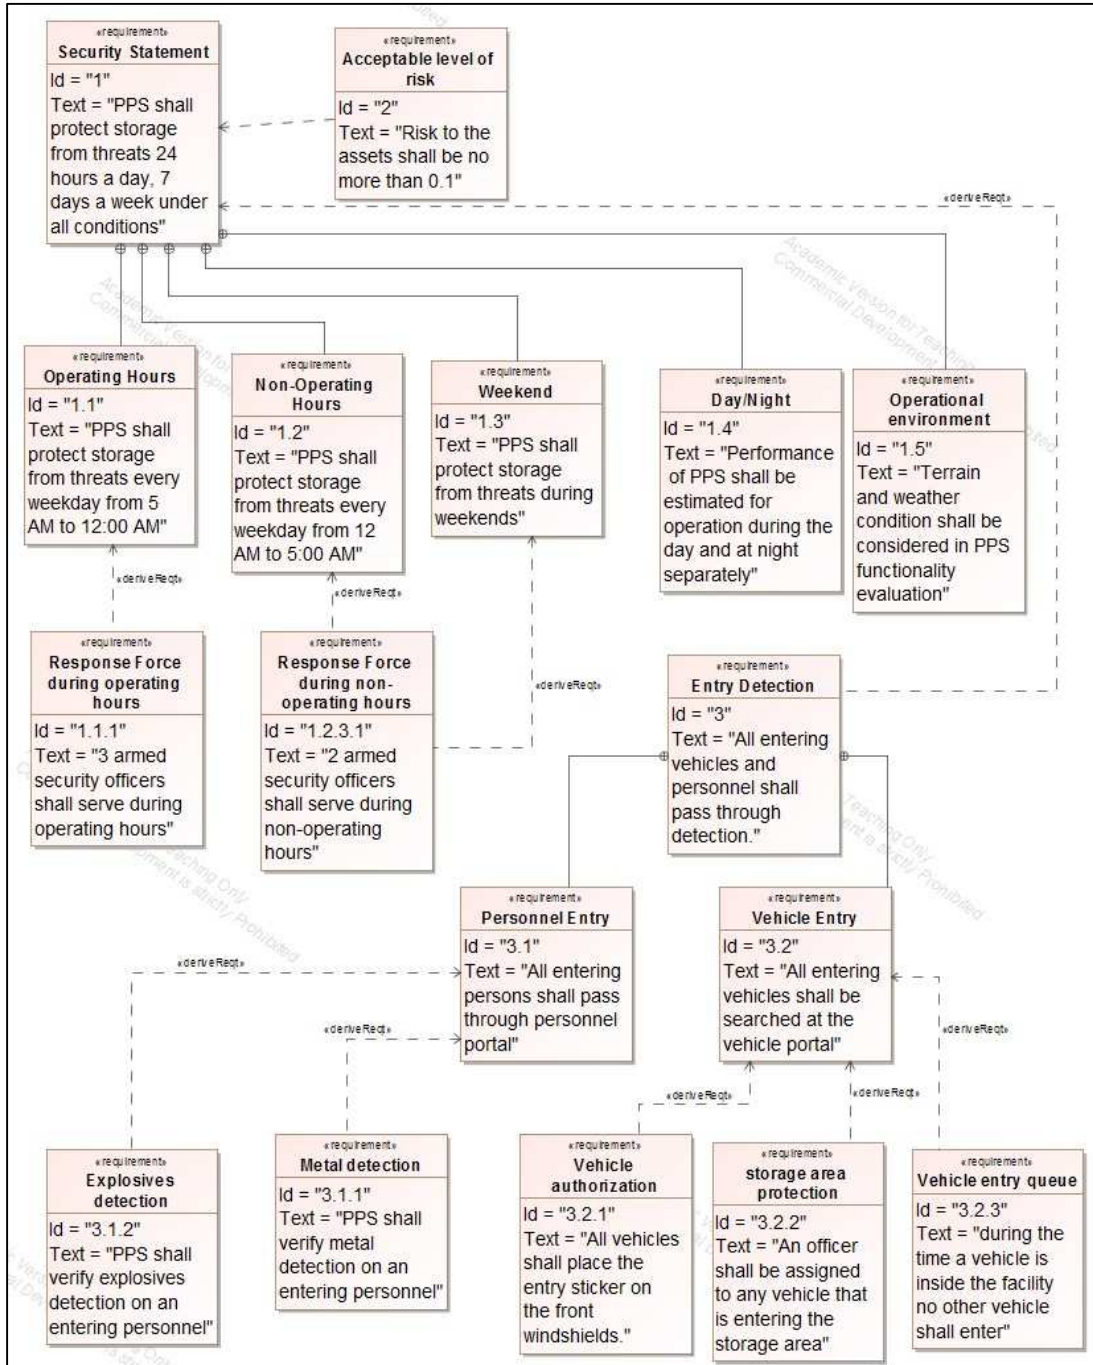 «requirement»
Security Statement
Id = "1"
Text = "PPS shall
protect storage
from threats 24
hours a day, 7
days a week under
all conditions"
«requirement»
Acceptable level of
risk
Id = "2"
Text = "Risk to the
assets shall be no
more than 0.1"
«deriveReqt»
Academic Version for Teaching
Commercial Development
«requirement»
Operating Hours
Id = "1.1"
Text = "PPS shall
protect storage
from threats every
weekday from 5
AM to 12:00 AM"
«requirement»
Non-Operating
Hours
Id = "1.2"
Text = "PPS shall
protect storage
from threats every
weekday from 12
AM to 5:00 AM"
«requirement»
Weekend
Id = "1.3"
Text = "PPS shall
protect storage
from threats during
weekends"
«requirement»
Day/Night
Id = "1.4"
Text = "Performance
of PPS shall be
estimated for
operation during the
day and at night
separately"
«requirement»
Operational
environment
Id = "1.5"
Text = "Terrain
and weather
condition shall be
considered in PPS
functionality
evaluation"
«deriveReqt»
«deriveReqt»
«deriveReqt»
«requirement»
Response Force
during operating
hours
Id = "1.1.1"
Text = "3 armed
security officers
shall serve during
operating hours"
«requirement»
Response Force
during non-
operating hours
Id = "1.2.3.1"
Text = "2 armed
security officers
shall serve during
non-operating
hours"
«requirement»
Entry Detection
Id = "3"
Text = "All entering
vehicles and
personnel shall
pass through
detection."
Teaching Only
is strictly Prohibited
«requirement»
Personnel Entry
Id = "3.1"
Text = "All entering
persons shall pass
through personnel
portal"
«requirement»
Vehicle Entry
Id = "3.2"
Text = "All entering
vehicles shall be
searched at the
vehicle portal"
«deriveReqt»
«deriveReqt»
«deriveReqt»
«deriveReqt»
«deriveReqt»
«requirement»
Explosives
detection
Id = "3.1.2"
Text = "PPS shall
verify explosives
detection on an
entering personnel"
«requirement»
Metal detection
Id = "3.1.1"
Text = "PPS shall
verify metal
detection on an
entering personnel"
«requirement»
Vehicle
authorization
Id = "3.2.1"
Text = "All vehicles
shall place the
entry sticker on
the front
windshields."
«requirement»
storage area
protection
Id = "3.2.2"
Text = "An officer
shall be assigned
to any vehicle that
is entering the
storage area"
«requirement»
Vehicle entry queue
Id = "3.2.3"
Text = "during the
time a vehicle is
inside the facility
no other vehicle
shall enter"